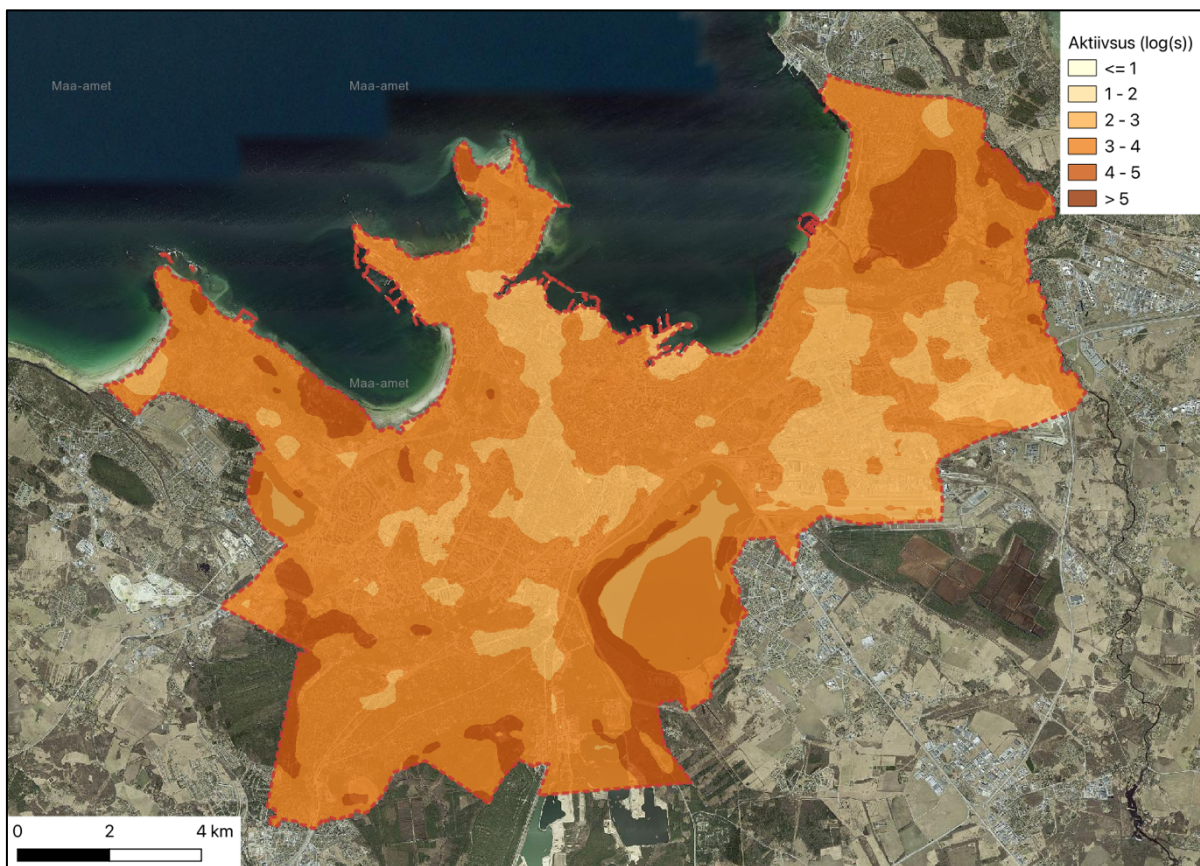 Aktiivsus (log(s))
<= 1
1 - 2
2 - 3
3 - 4
4 - 5
> 5
Maa-amet
Maa-amet
Maa-amet
0 2 4 km